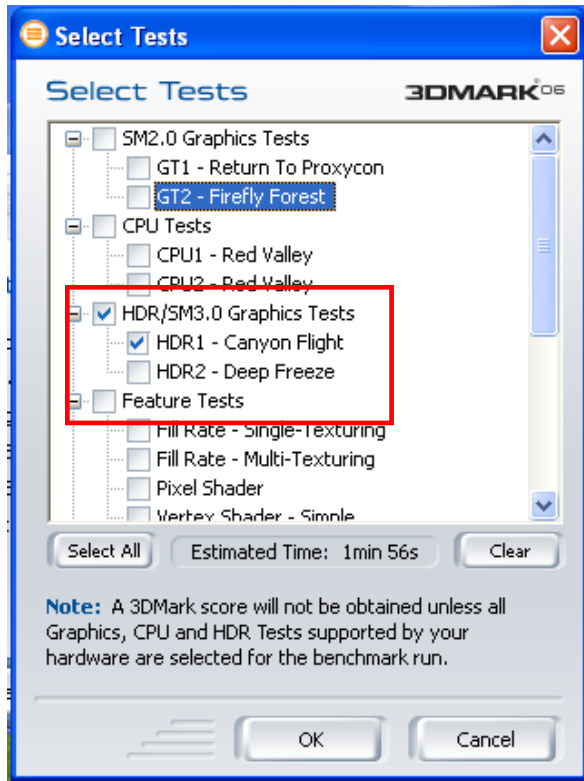 Select Tests
Select Tests 3DMARK06
SM2.0 Graphics Tests
GT1 - Return To Proxycon
GT2 - Firefly Forest
CPU Tests
CPU1 - Red Valley
CPU2 - Red Valley
HDR/SM3.0 Graphics Tests
HDR1 - Canyon Flight
HDR2 - Deep Freeze
Feature Tests
Fill Rate - Single-Texturing
Fill Rate - Multi-Texturing
Pixel Shader
Vertex Shader - Simple
Select All Estimated Time: 1min 56s Clear
Note: A 3DMark score will not be obtained unless all
Graphics, CPU and HDR Tests supported by your
hardware are selected for the benchmark run.
OK Cancel